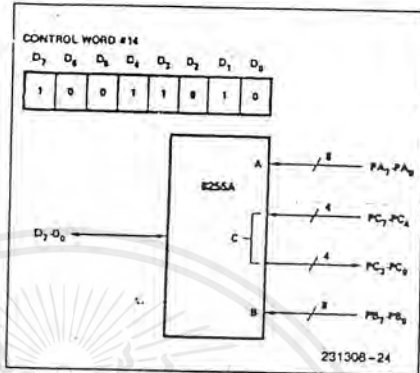 CONTROL WORD #14
D7 D6 D5 D4 D3 D2 D1 D0
1 0 0 1 1 0 1 0
A 8 PA7-PA0
8255A
4 PC7-PC4
D7-D0 C
4 PC3-PC0
B 8 PB7-PB0
231308-24